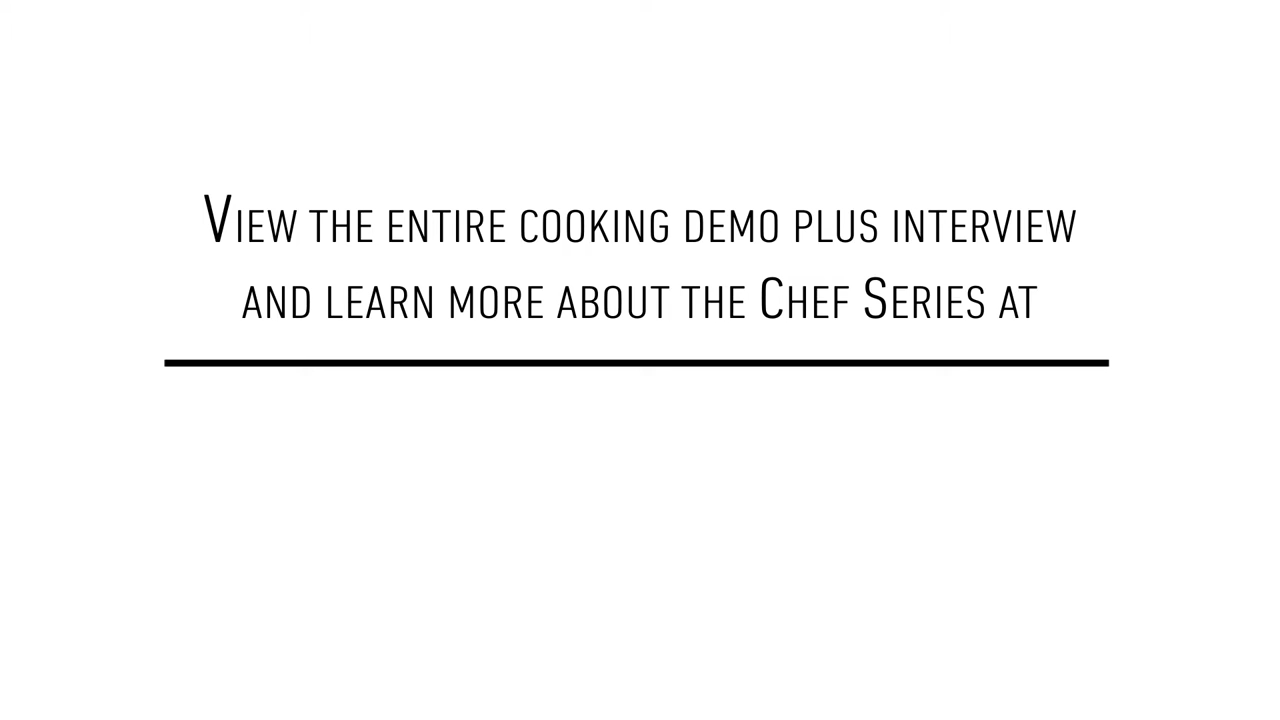 View the entire cooking demo plus interview
and learn more about the Chef Series at